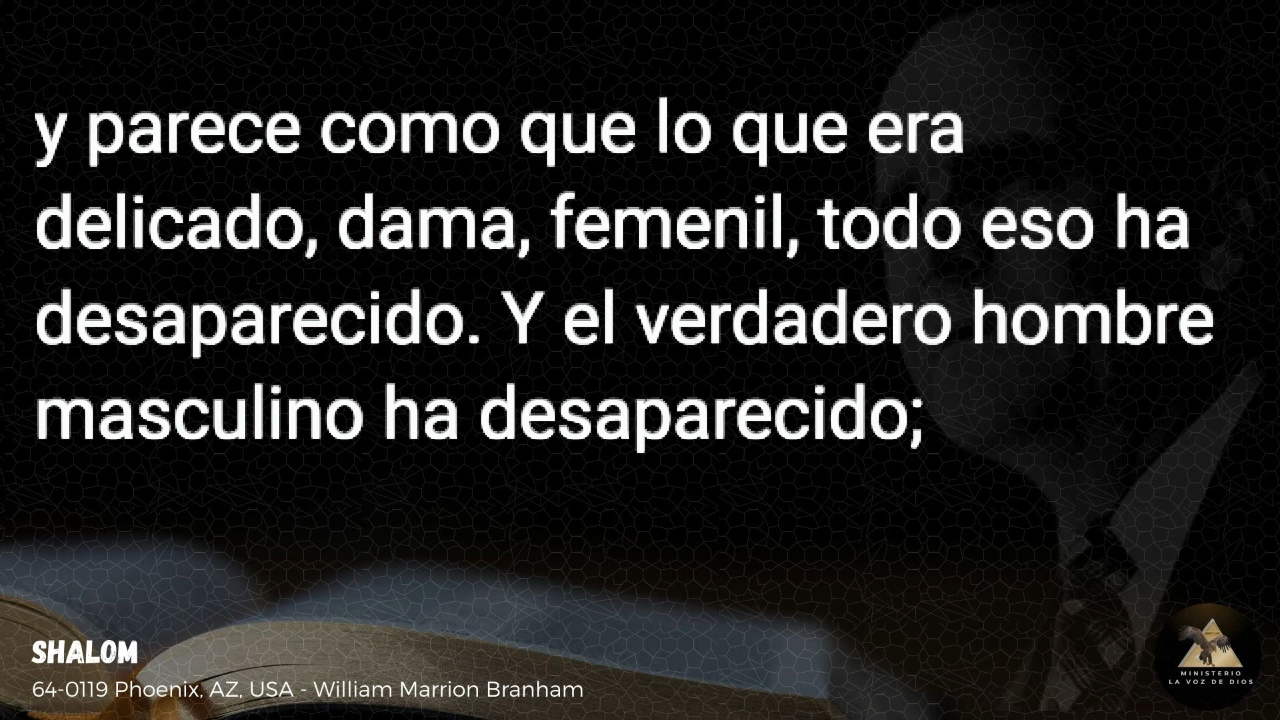 y parece como que lo que era
delicado, dama, femenil, todo eso ha
desaparecido. Y el verdadero hombre
masculino ha desaparecido;
SHALOM
64-0119 Phoenix, AZ, USA - William Marrion Branham
MINISTERIO
LA VOZ DE DIOS